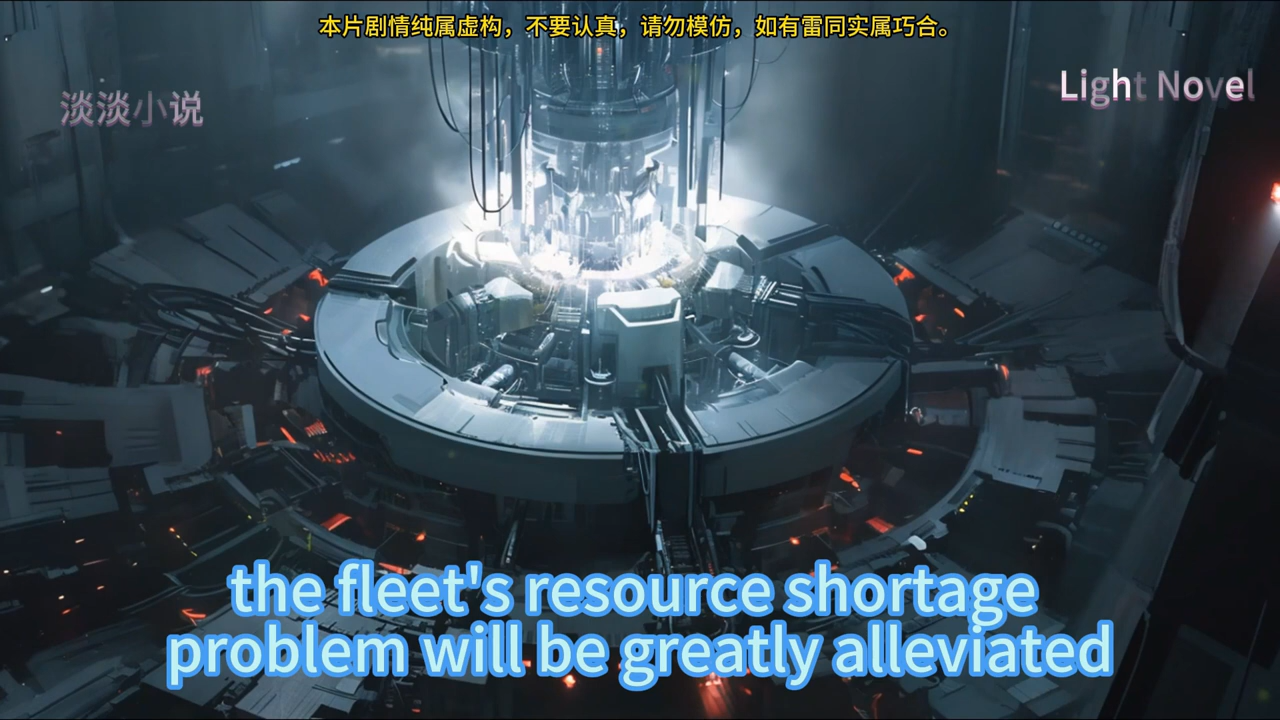 本片剧情纯属虚构，不要认真，请勿模仿，如有雷同实属巧合。
淡淡小说
Light Novel
the fleet's resource shortage
problem will be greatly alleviated